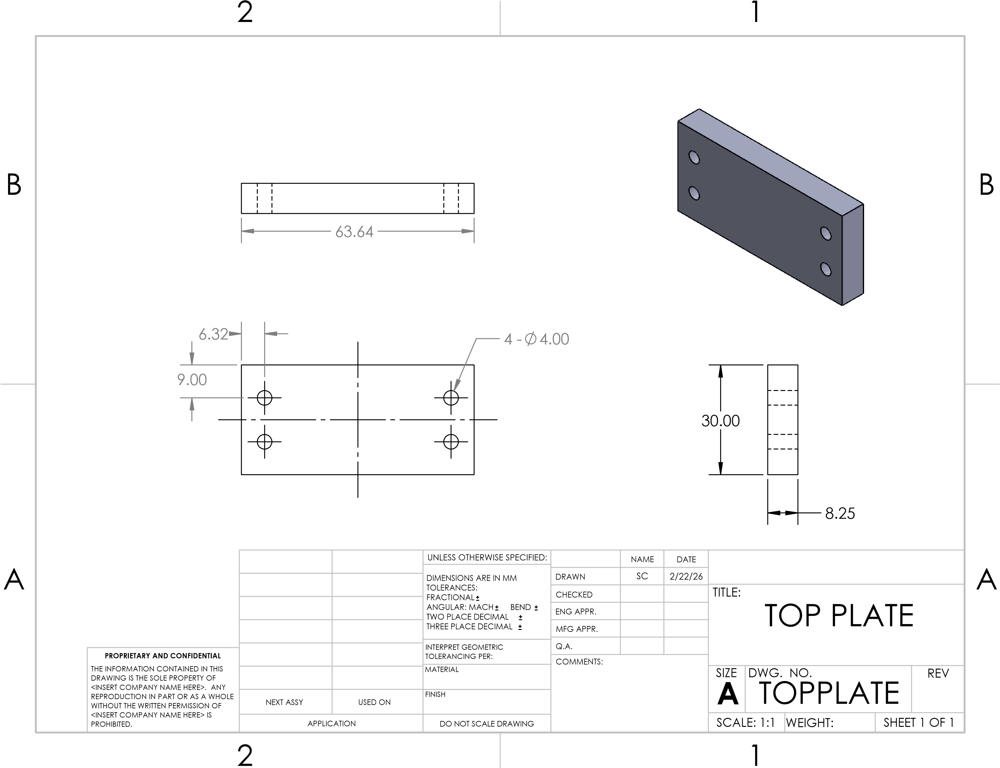 2 1
B B
63.64
6.32
4 - Ø4.00
9.00
30.00
8.25
A A
UNLESS OTHERWISE SPECIFIED:
DIMENSIONS ARE IN MM
TOLERANCES:
FRACTIONAL ±
ANGULAR: MACH ± BEND ±
TWO PLACE DECIMAL ±
THREE PLACE DECIMAL ±
INTERPRET GEOMETRIC
TOLERANCING PER:
MATERIAL
FINISH
DO NOT SCALE DRAWING
NAME DATE
DRAWN SC 2/22/26
CHECKED
ENG APPR.
MFG APPR.
Q.A.
COMMENTS:
TITLE:
TOP PLATE
SIZE DWG. NO. REV
A TOPPLATE
SCALE: 1:1 WEIGHT: SHEET 1 OF 1
PROPRIETARY AND CONFIDENTIAL
THE INFORMATION CONTAINED IN THIS
DRAWING IS THE SOLE PROPERTY OF
<INSERT COMPANY NAME HERE>. ANY
REPRODUCTION IN PART OR AS A WHOLE
WITHOUT THE WRITTEN PERMISSION OF
<INSERT COMPANY NAME HERE> IS
PROHIBITED.
NEXT ASSY USED ON
APPLICATION
2 1